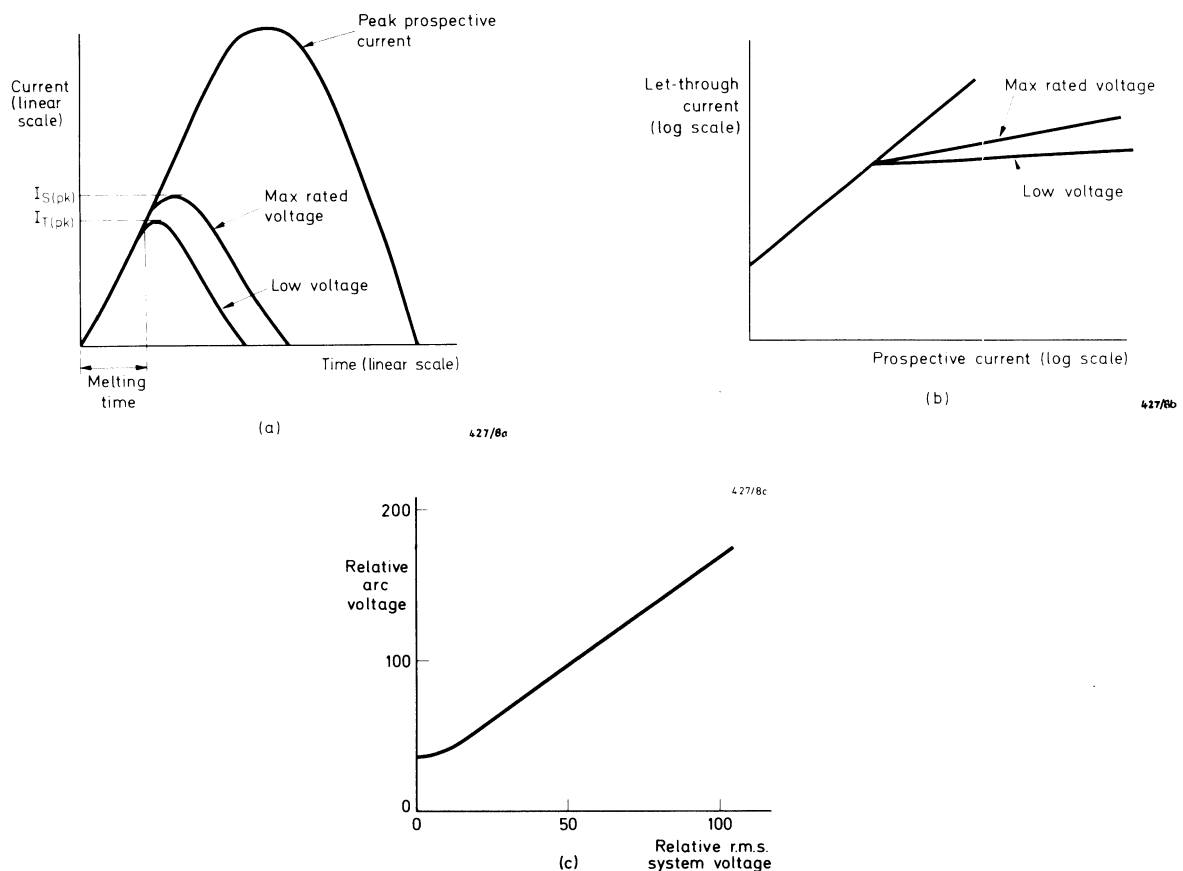 Peak prospective
current
Current
(linear
scale)
I_S(pk)
I_T(pk)
Max rated
voltage
Low voltage
Time (linear scale)
Melting
time
(a)
427/8a
Let-through
current
(log scale)
Max rated voltage
Low voltage
Prospective current (log scale)
(b)
427/8b
427/8c
200
Relative
arc
voltage
100
0
0
50
100
Relative r.m.s.
system voltage
(c)